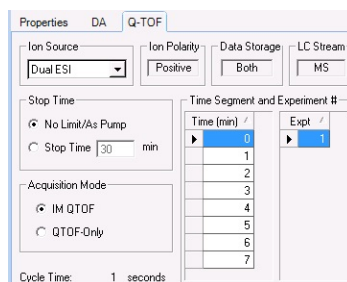 Properties DA Q-TOF
Ion Source Ion Polarity Data Storage LC Stream
Dual ESI Positive Both MS
Stop Time Time Segment and Experiment #
No Limit/As Pump Time (min) Expt
Stop Time 30 min 0 1
1
2
Acquisition Mode 3
IM QTOF 4
QTOF-Only 5
6
7
Cycle Time: 1 seconds